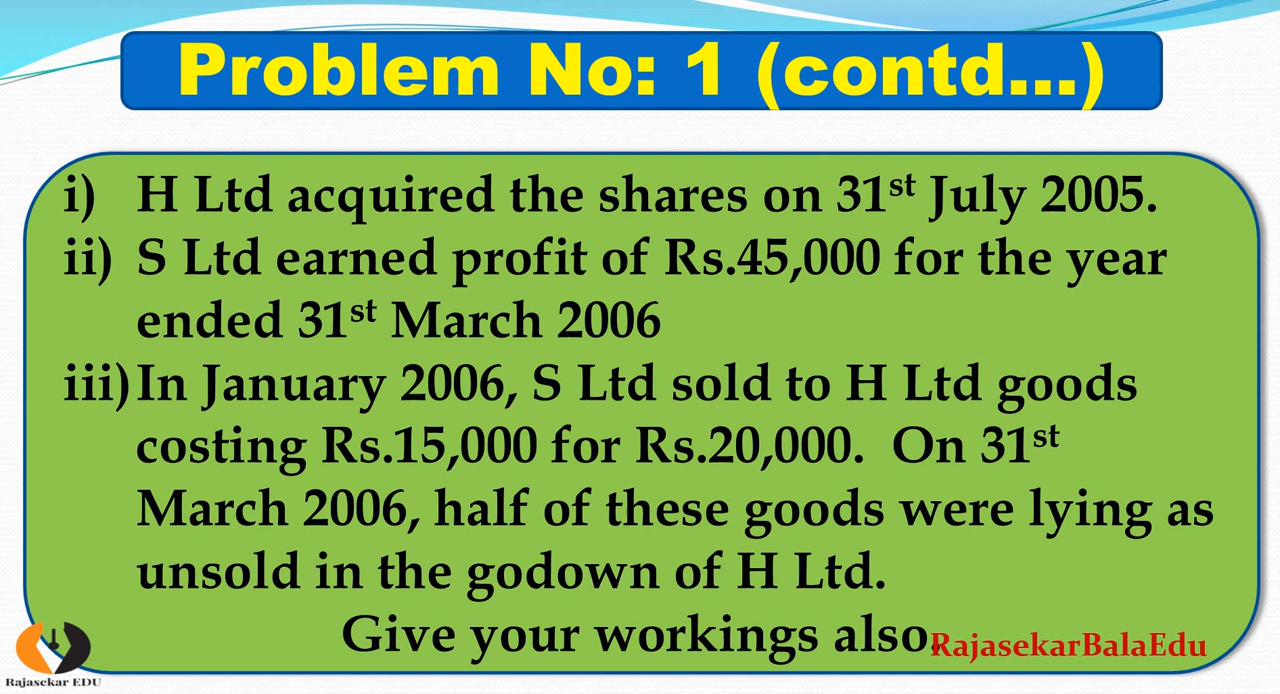 Problem No: 1 (contd...)
i) H Ltd acquired the shares on 31st July 2005.
ii) S Ltd earned profit of Rs.45,000 for the year
ended 31st March 2006
iii) In January 2006, S Ltd sold to H Ltd goods
costing Rs.15,000 for Rs.20,000. On 31st
March 2006, half of these goods were lying as
unsold in the godown of H Ltd.
Give your workings also.
RajasekarBalaEdu
Rajasekar EDU